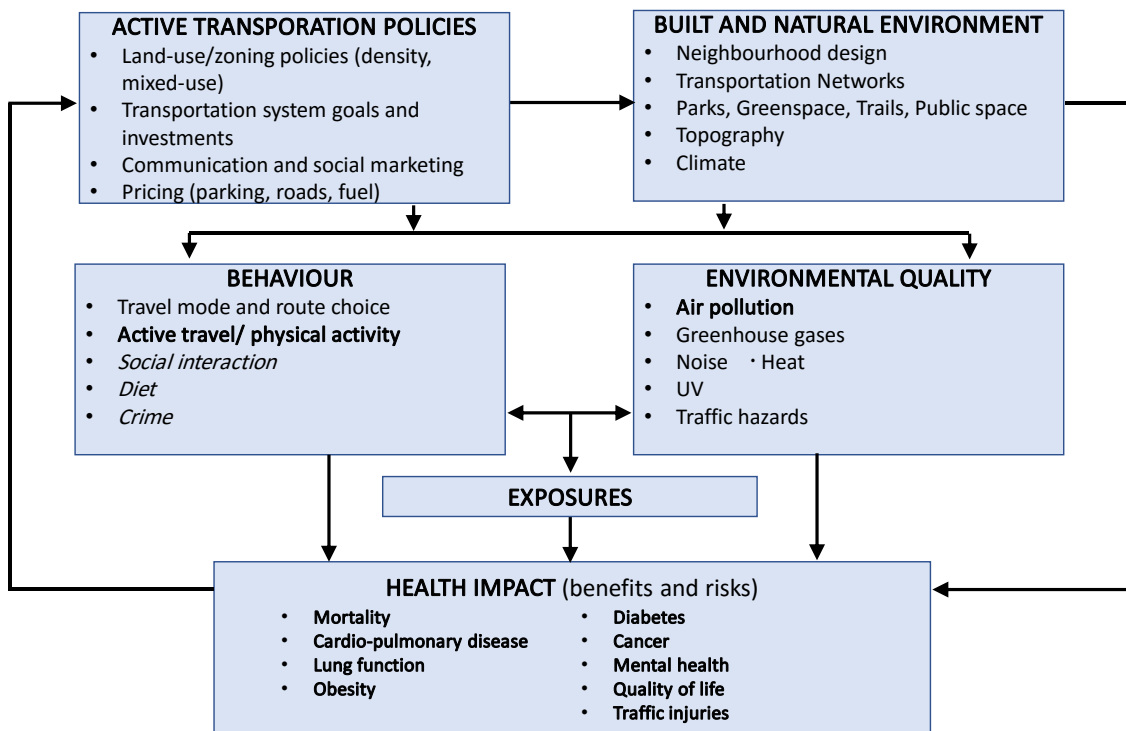 ACTIVE TRANSPORATION POLICIES
• Land-use/zoning policies (density,
mixed-use)
• Transportation system goals and
investments
• Communication and social marketing
• Pricing (parking, roads, fuel)
BUILT AND NATURAL ENVIRONMENT
• Neighbourhood design
• Transportation Networks
• Parks, Greenspace, Trails, Public space
• Topography
• Climate
BEHAVIOUR
• Travel mode and route choice
• Active travel/ physical activity
• Social interaction
• Diet
• Crime
ENVIRONMENTAL QUALITY
• Air pollution
• Greenhouse gases
• Noise · Heat
• UV
• Traffic hazards
EXPOSURES
HEALTH IMPACT (benefits and risks)
• Mortality
• Cardio-pulmonary disease
• Lung function
• Obesity
• Diabetes
• Cancer
• Mental health
• Quality of life
• Traffic injuries